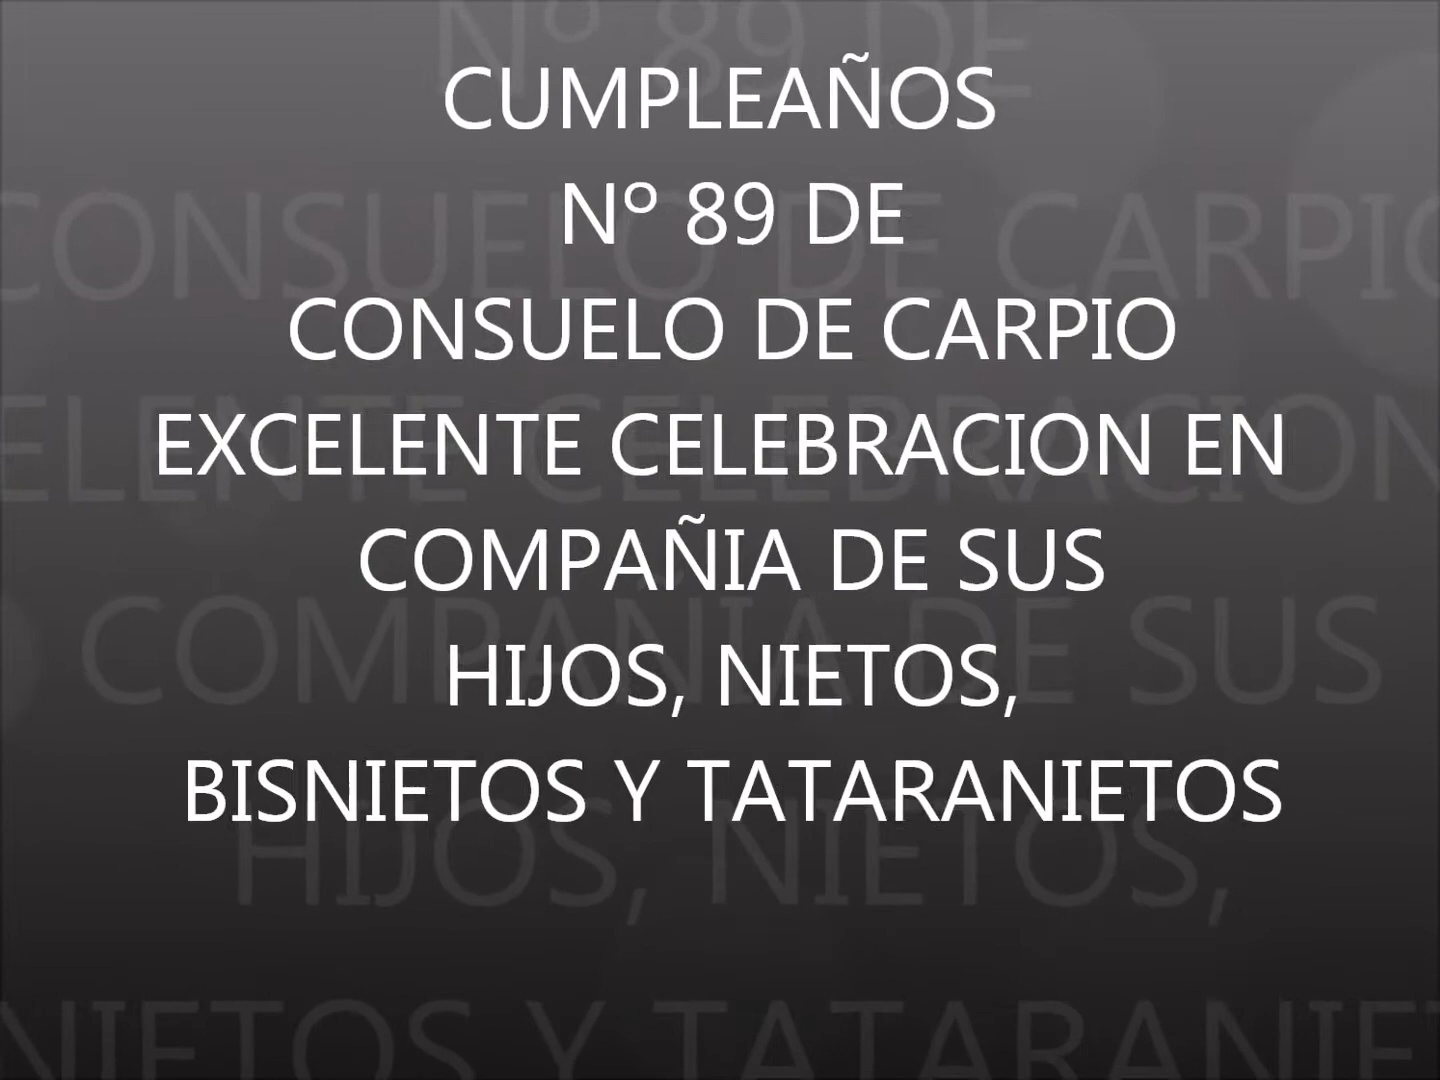 CUMPLEAÑOS
Nº 89 DE
CONSUELO DE CARPIO
EXCELENTE CELEBRACION EN
COMPAÑIA DE SUS
HIJOS, NIETOS,
BISNIETOS Y TATARANIETOS